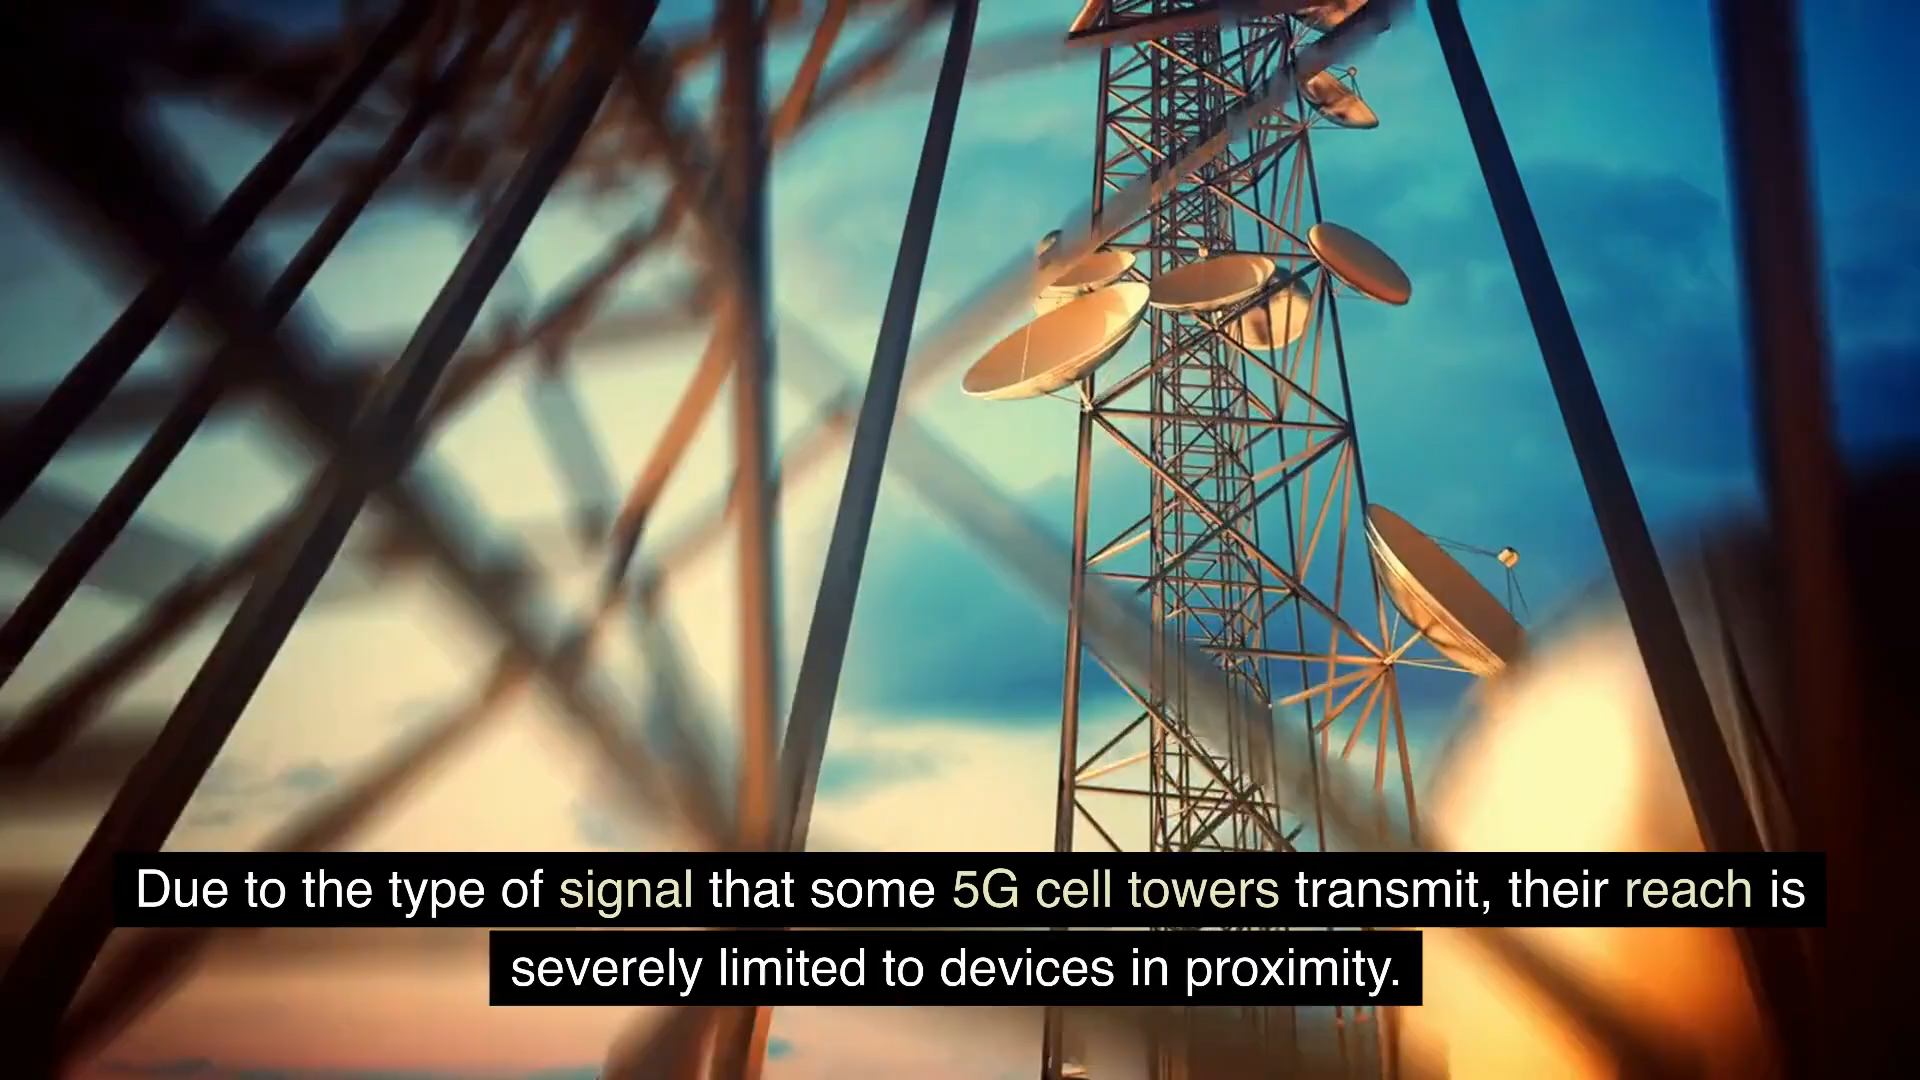 Due to the type of signal that some 5G cell towers transmit, their reach is
severely limited to devices in proximity.